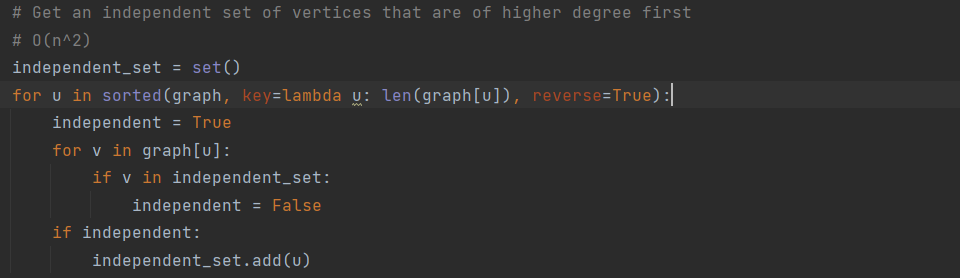 # Get an independent set of vertices that are of higher degree first
# O(n^2)
independent_set = set()
for u in sorted(graph, key=lambda u: len(graph[u]), reverse=True):
    independent = True
    for v in graph[u]:
        if v in independent_set:
            independent = False
    if independent:
        independent_set.add(u)